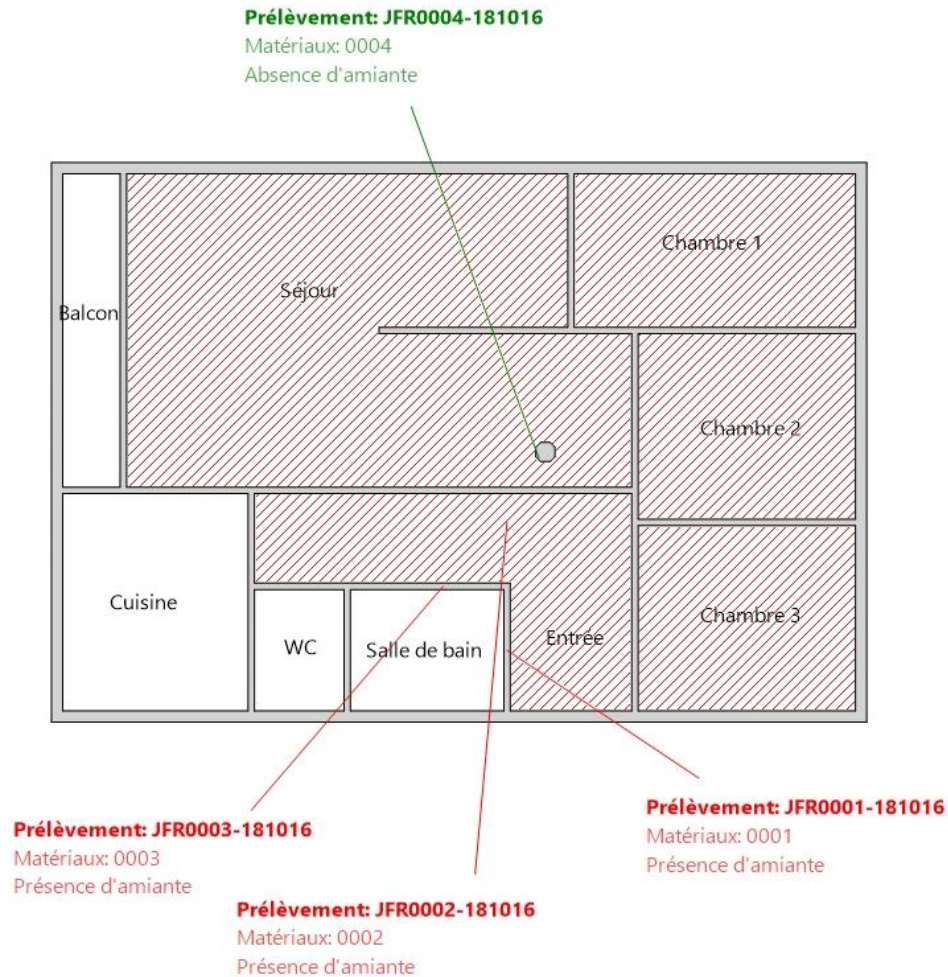 Prélèvement: JFR0004-181016
Matériaux: 0004
Absence d'amiante
Chambre 1
Séjour
Balcon
Chambre 2
Cuisine
WC
Salle de bain
Entrée
Chambre 3
Prélèvement: JFR0003-181016
Matériaux: 0003
Présence d'amiante
Prélèvement: JFR0001-181016
Matériaux: 0001
Présence d'amiante
Prélèvement: JFR0002-181016
Matériaux: 0002
Présence d'amiante